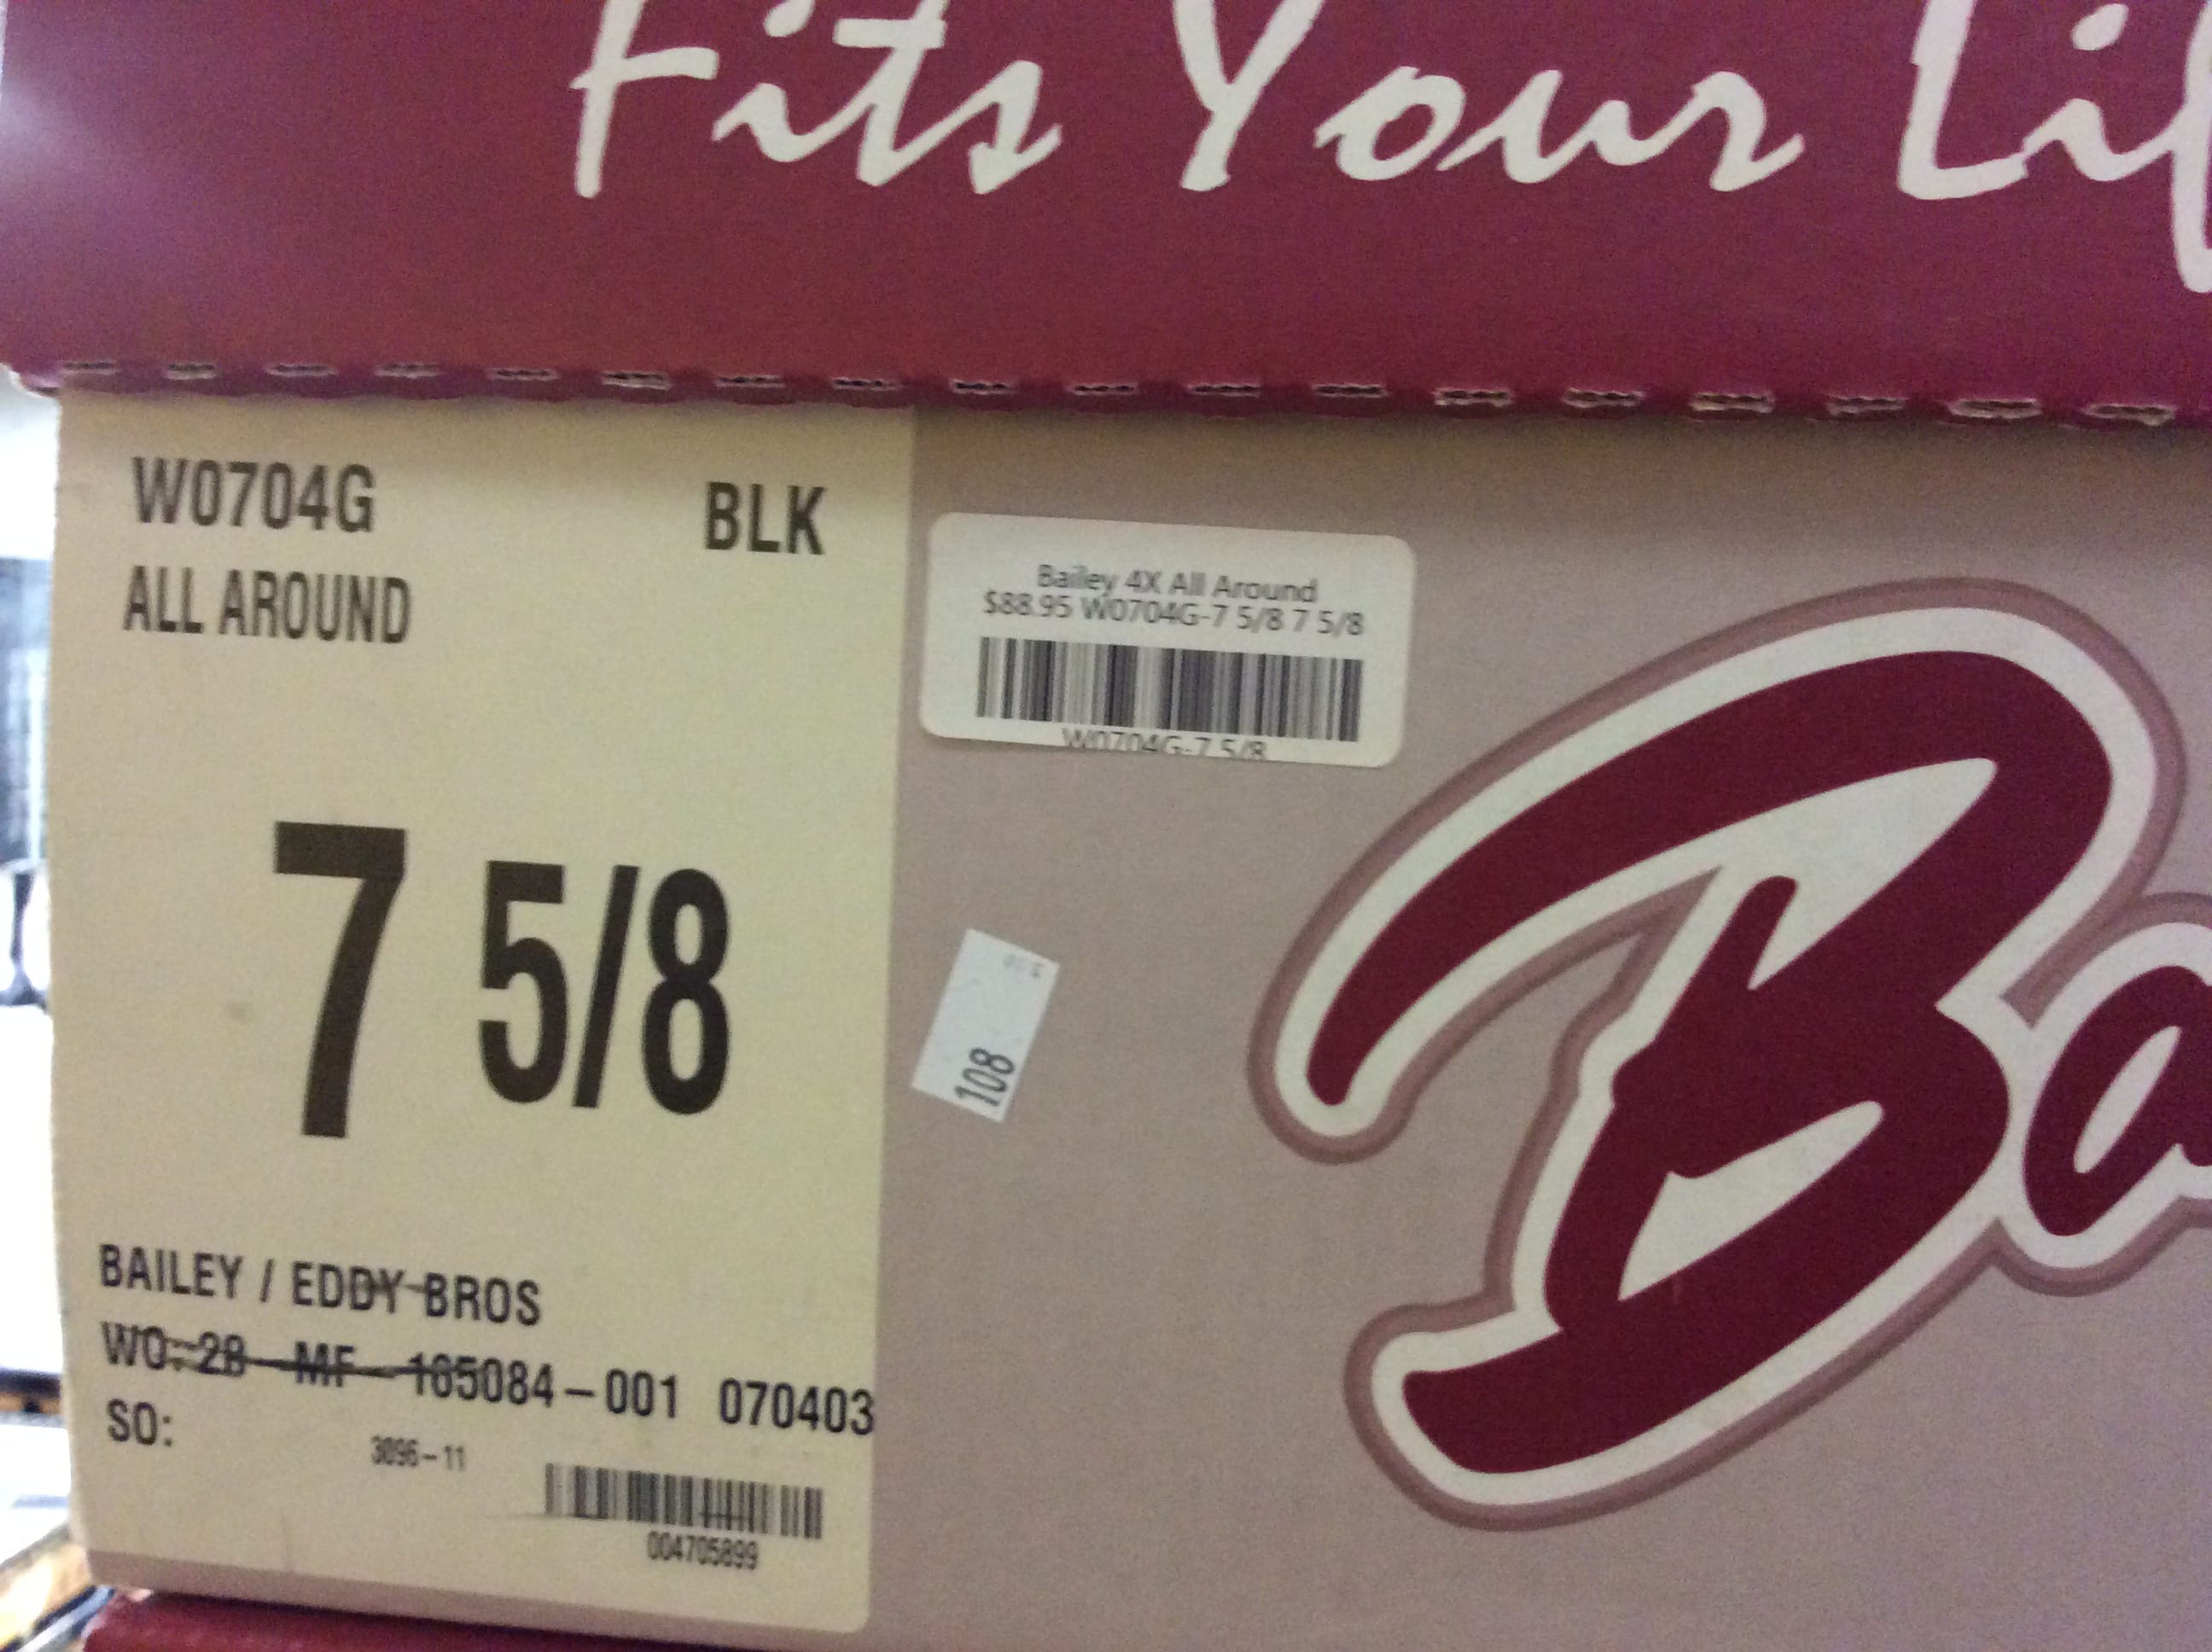 Fits Your Lif
W0704G BLK
ALL AROUND
7 5/8
BAILEY / EDDY BROS
WO: 28 MF - 165084-001 070403
SO:
3096-11
004705899
Bailey 4X All Around
$88.95 W0704G-7 5/8 7 5/8
W0704G-7 5/8
108
Ba